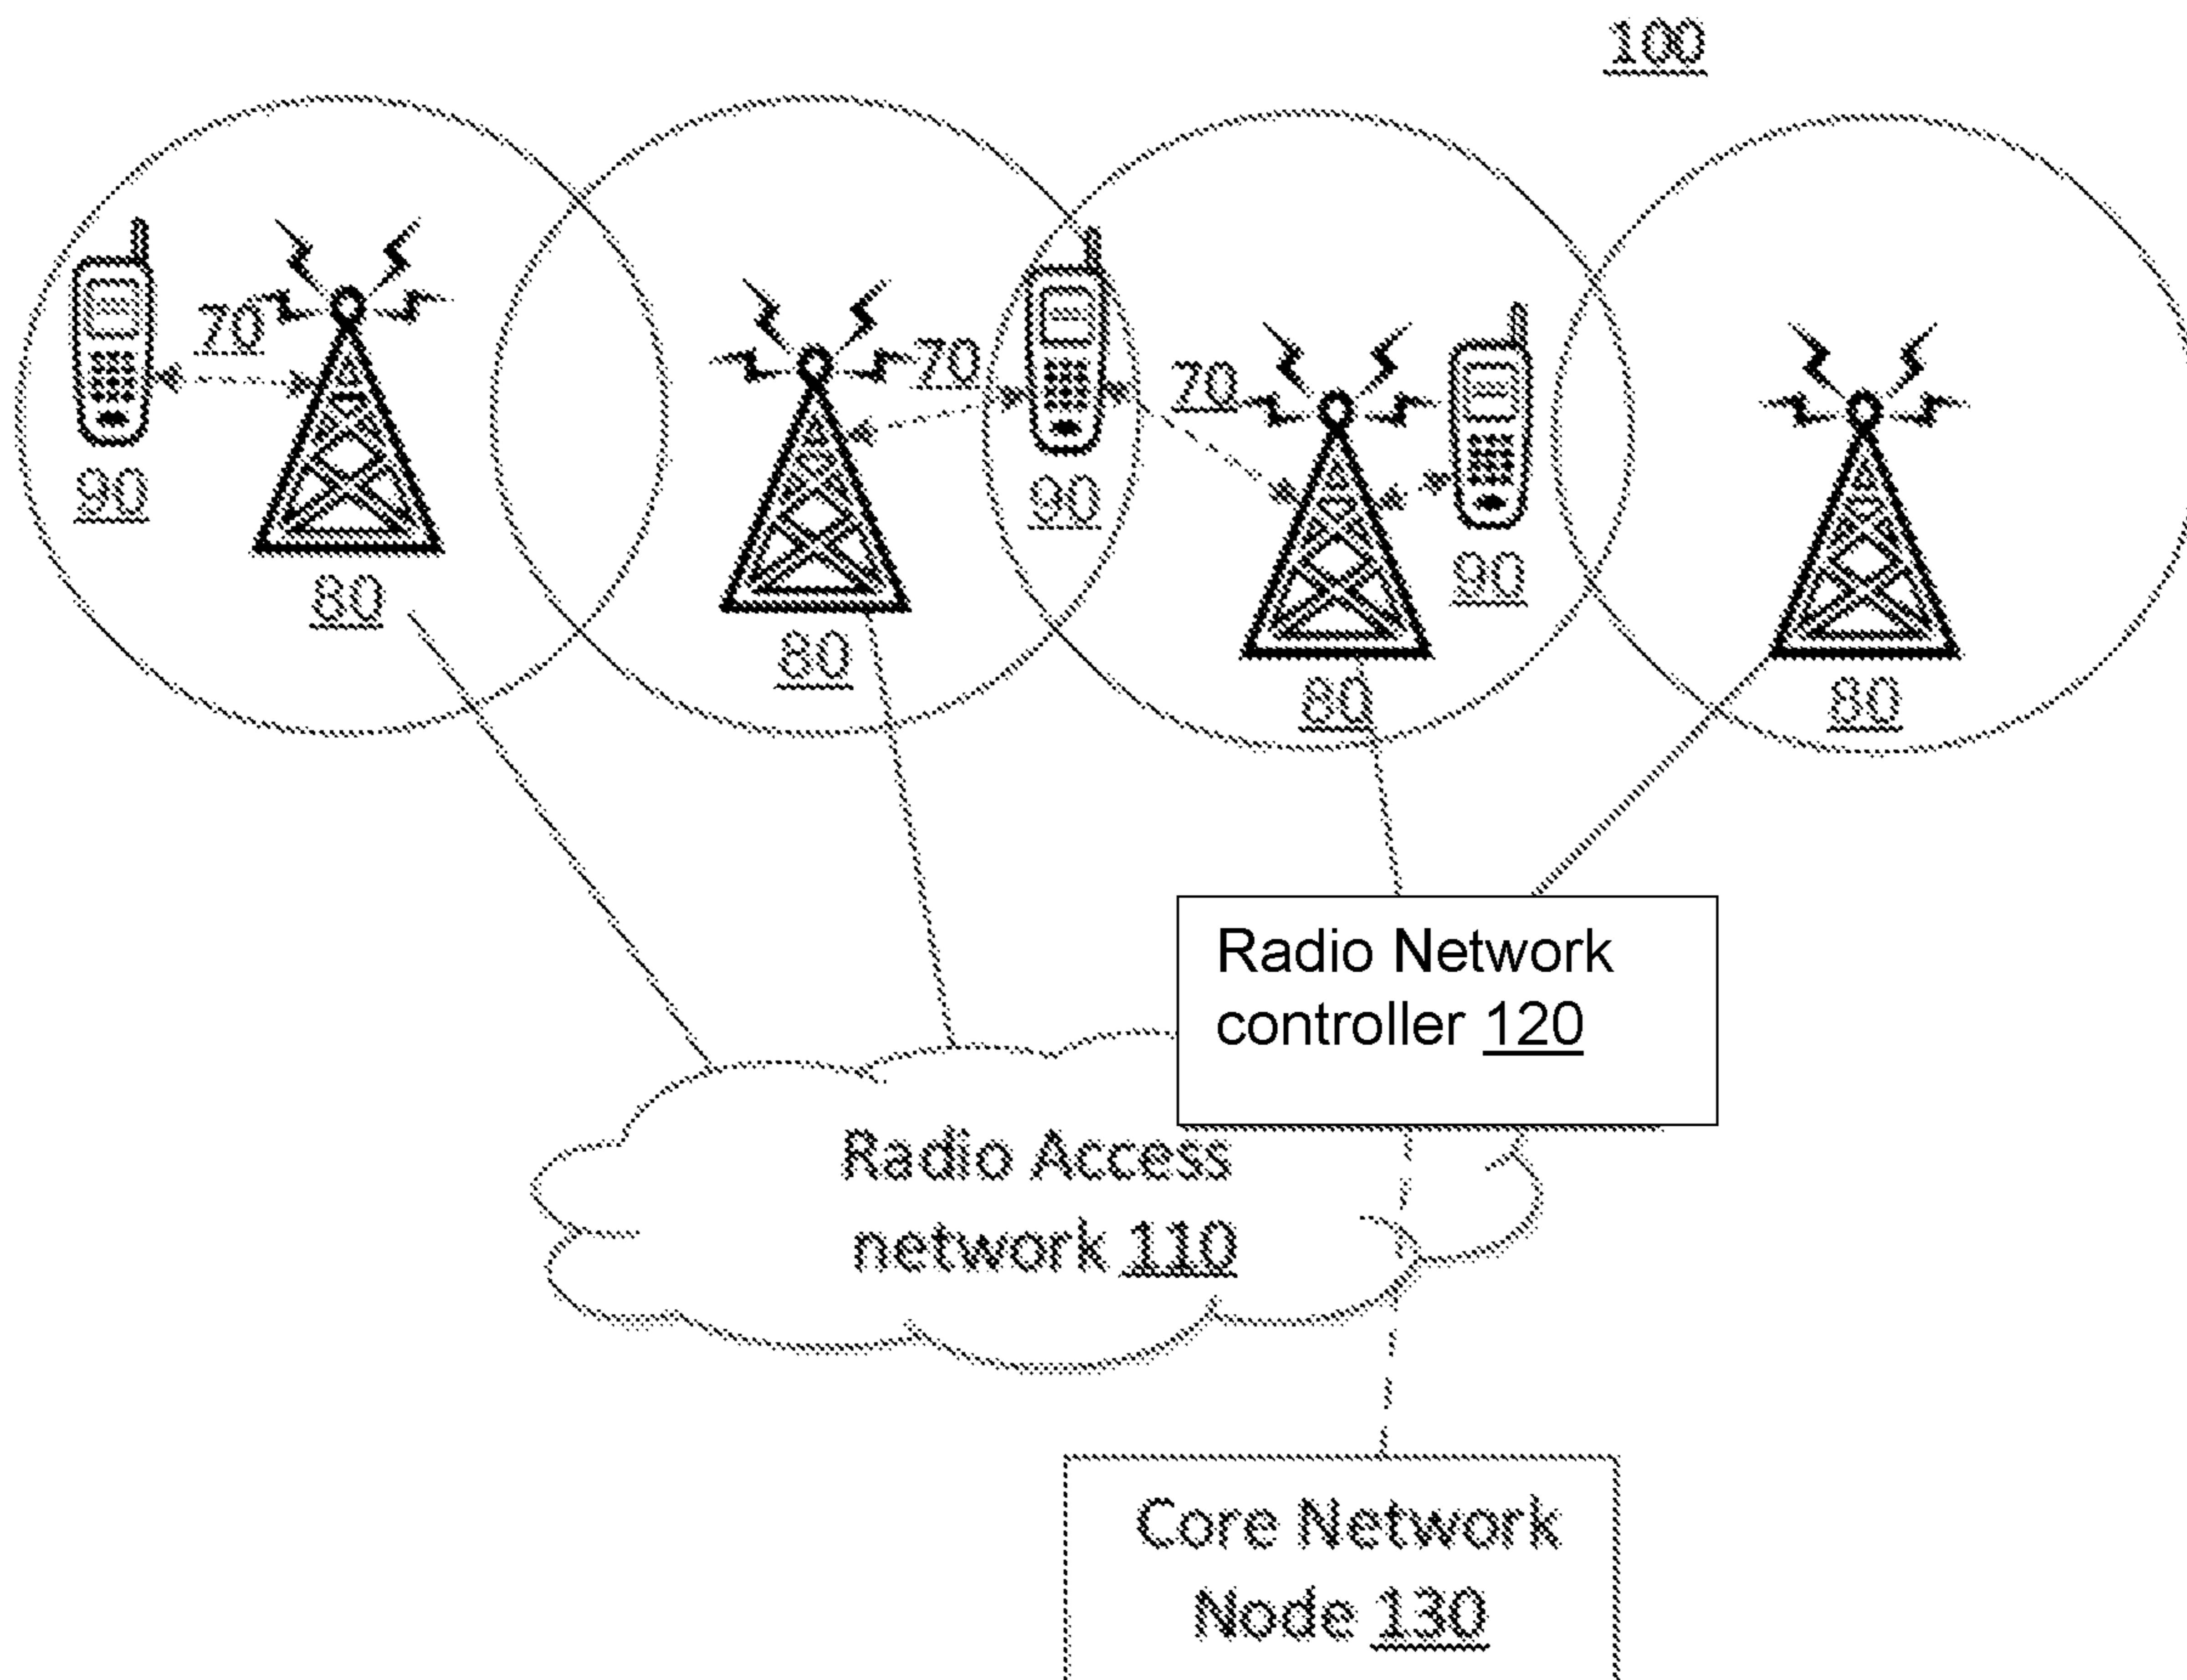 100
70
70
70
90
90
90
80
80
80
80
Radio Network
controller 120
Radio Access
network 110
Core Network
Node 130